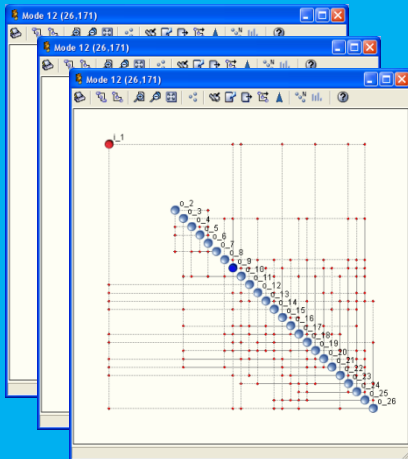 Mode 12 (26,171)
Mode 12 (26,171)
Mode 12 (26,171)
i_1
o_2
o_3
o_4
o_5
o_6
o_7
o_8
o_9
o_10
o_11
o_12
o_13
o_14
o_15
o_16
o_17
o_18
o_19
o_20
o_21
o_22
o_23
o_24
o_25
o_26